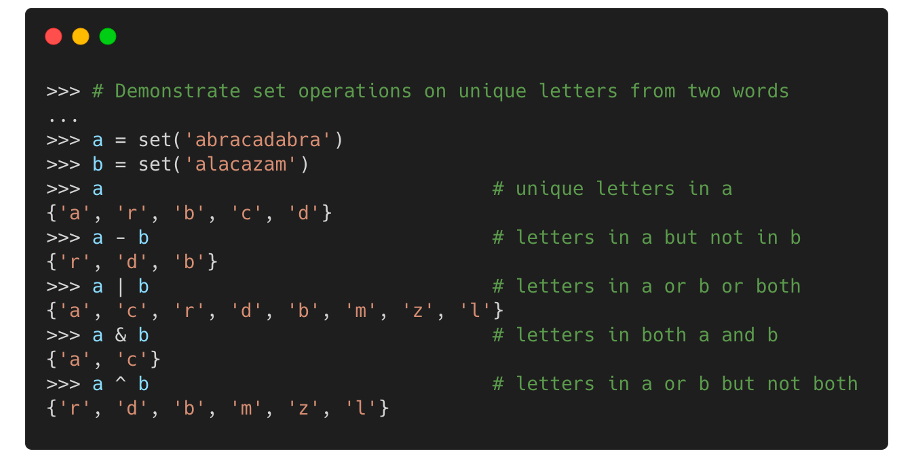 >>> # Demonstrate set operations on unique letters from two words
...
>>> a = set('abracadabra')
>>> b = set('alacazam')
>>> a                                  # unique letters in a
{'a', 'r', 'b', 'c', 'd'}
>>> a - b                              # letters in a but not in b
{'r', 'd', 'b'}
>>> a | b                              # letters in a or b or both
{'a', 'c', 'r', 'd', 'b', 'm', 'z', 'l'}
>>> a & b                              # letters in both a and b
{'a', 'c'}
>>> a ^ b                              # letters in a or b but not both
{'r', 'd', 'b', 'm', 'z', 'l'}